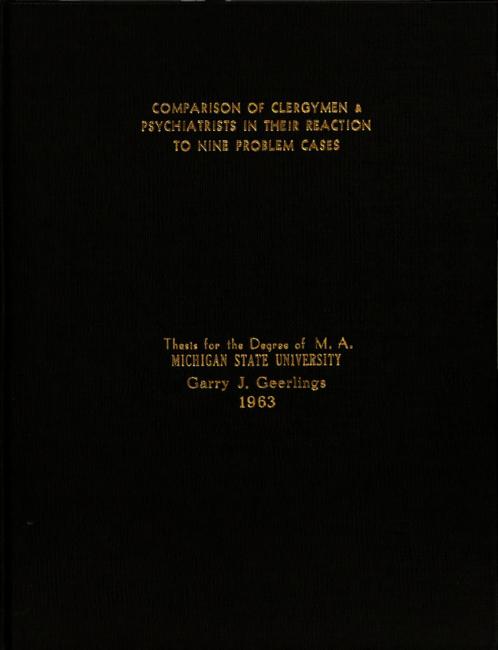 COMPARISON OF CLERGYMEN &
PSYCHIATRISTS IN THEIR REACTION
TO NINE PROBLEM CASES
Thesis for the Degree of M. A.
MICHIGAN STATE UNIVERSITY
Garry J. Geerlings
1963